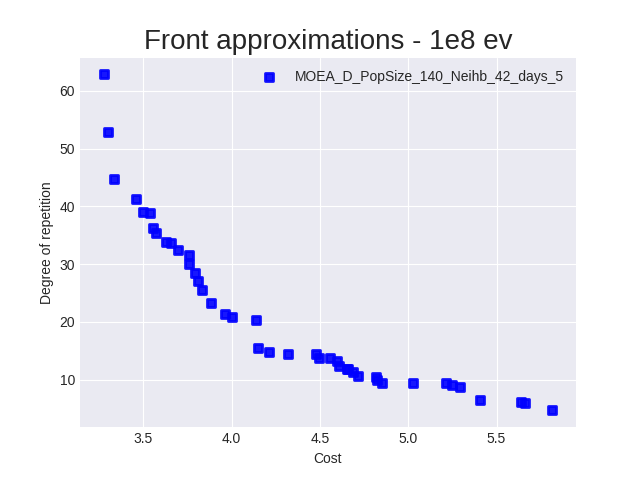 Front approximations - 1e8 ev
MOEA_D_PopSize_140_Neihb_42_days_5
60
50
40
30
20
10
Degree of repetition
3.5 4.0 4.5 5.0 5.5
Cost